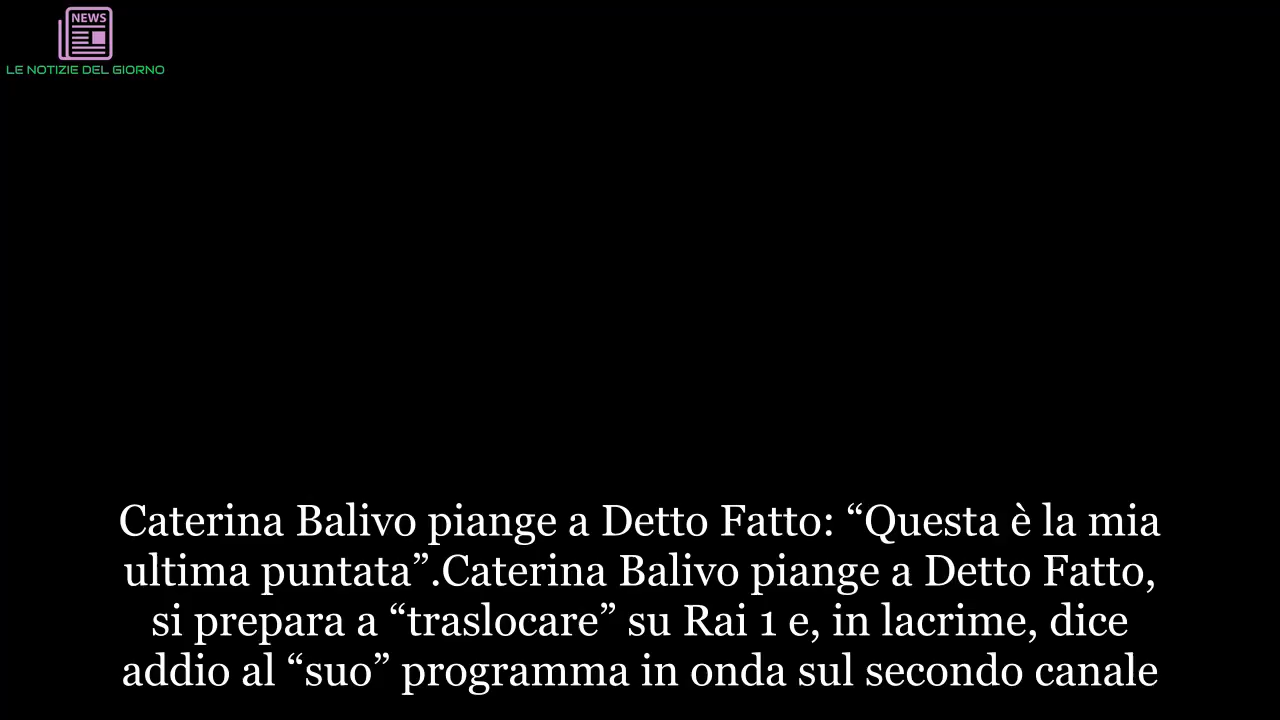 NEWS
LE NOTIZIE DEL GIORNO
Caterina Balivo piange a Detto Fatto: “Questa è la mia
ultima puntata”.Caterina Balivo piange a Detto Fatto,
si prepara a “traslocare” su Rai 1 e, in lacrime, dice
addio al “suo” programma in onda sul secondo canale